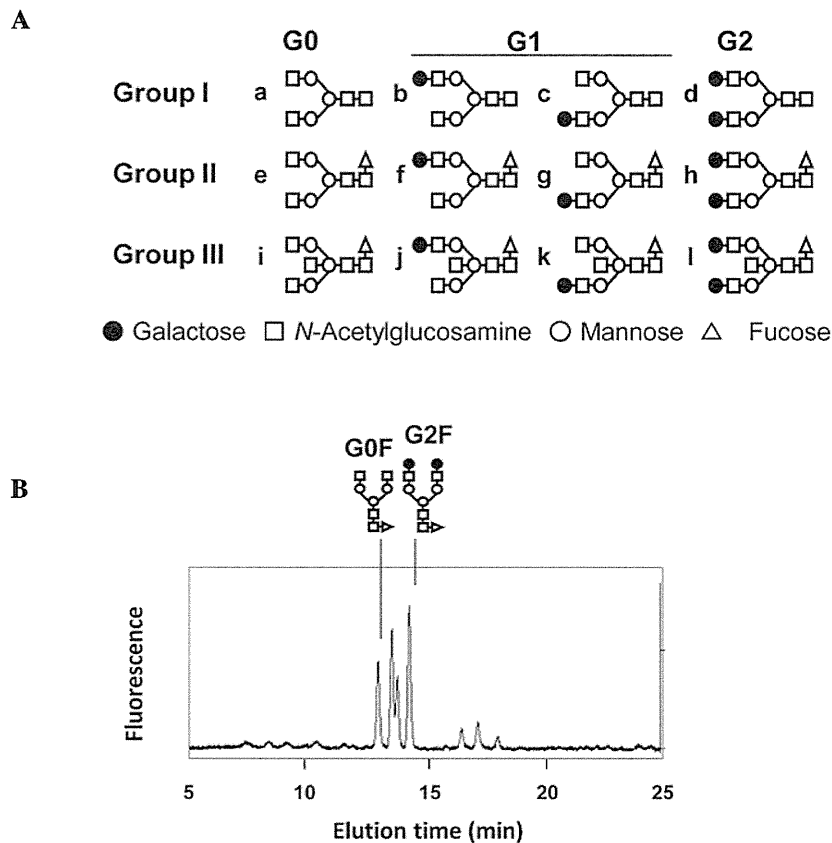 A
G0 G1 G2
Group I a b c d
Group II e f g h
Group III i j k l
Galactose N-Acetylglucosamine Mannose Fucose
B
G0F G2F
Fluorescence
5 10 15 20 25
Elution time (min)